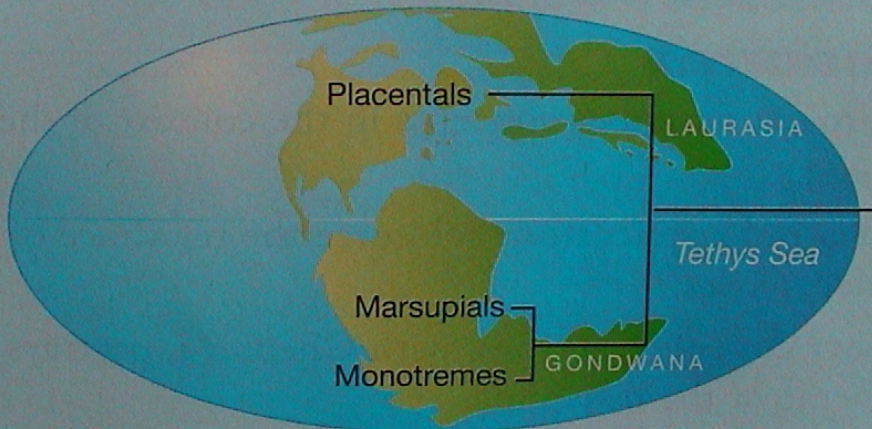 Placentals
LAURASIA
Tethys Sea
Marsupials
GONDWANA
Monotremes